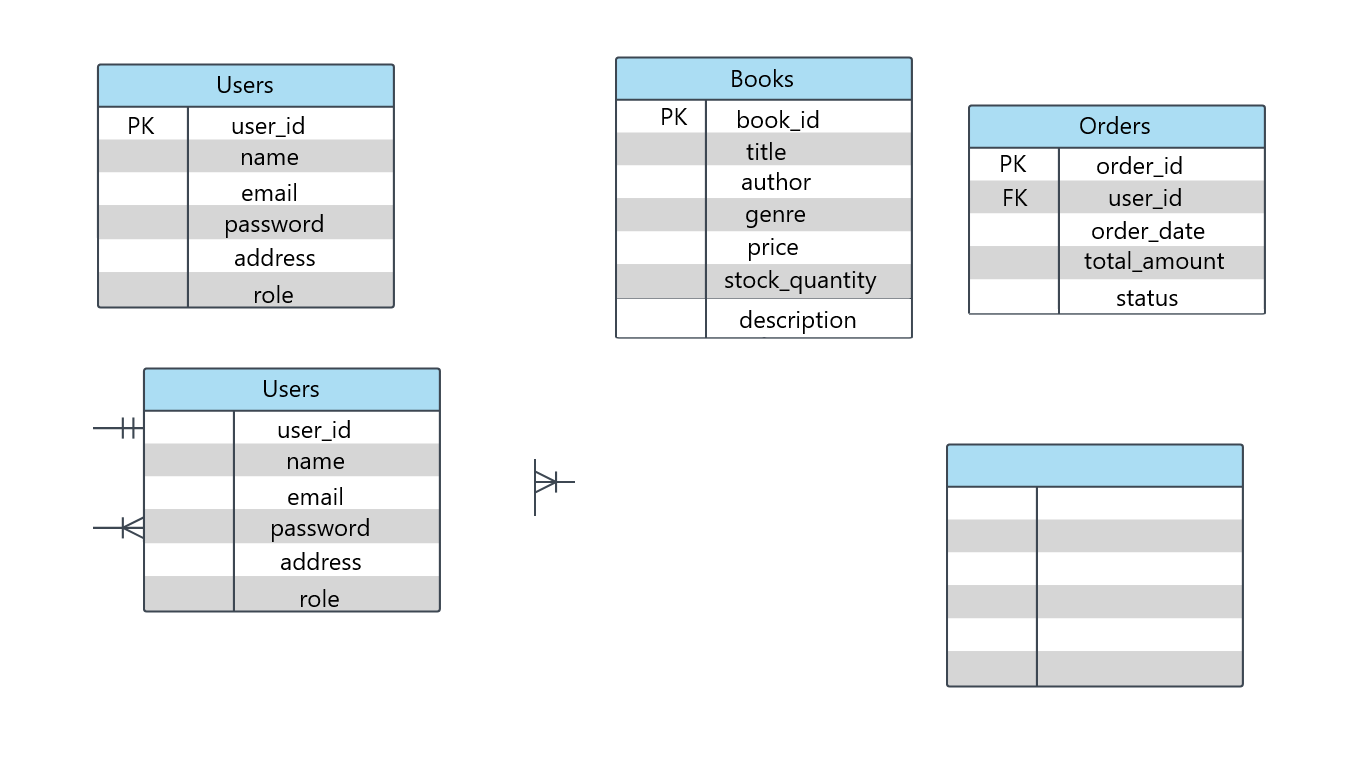 Users
PK user_id
name
email
password
address
role
Books
PK book_id
title
author
genre
price
stock_quantity
description
Orders
PK order_id
FK user_id
order_date
total_amount
status
Users
user_id
name
email
password
address
role